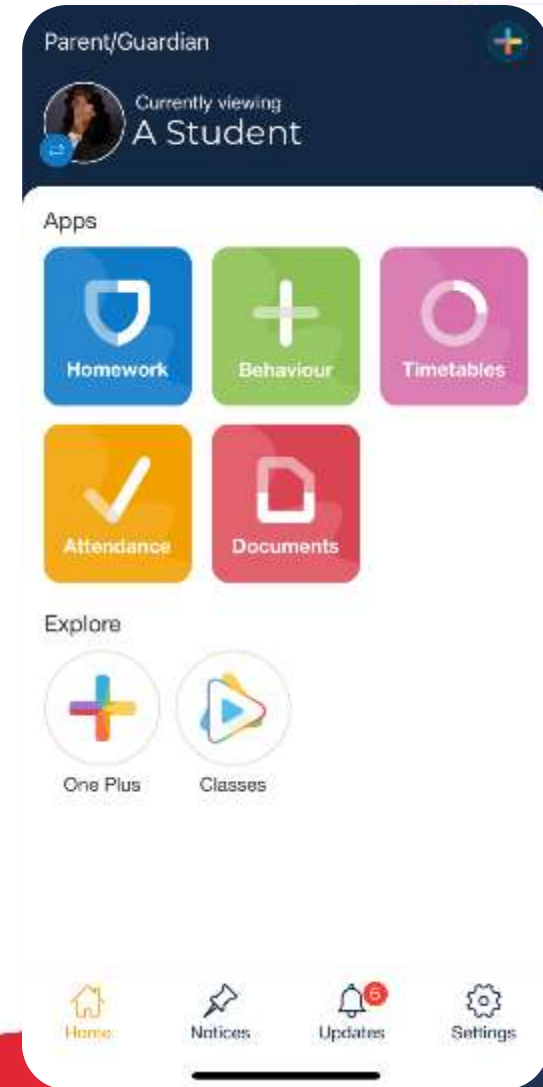 Parent/Guardian
Currently viewing
A Student
Apps
Homework
Behaviour
Timetables
Attendance
Documents
Explore
One Plus
Classes
6
Home
Notices
Updates
Settings